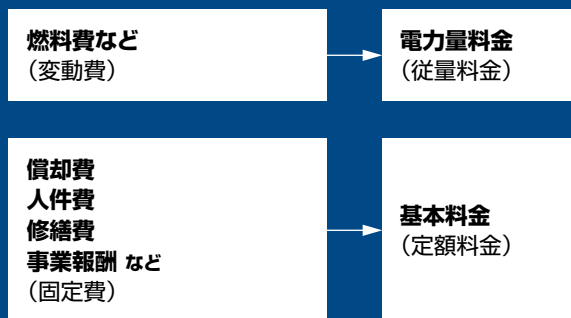 燃料費など
（変動費）
電力量料金
（従量料金）
償却費
人件費
修繕費
事業報酬 など
（固定費）
基本料金
（定額料金）